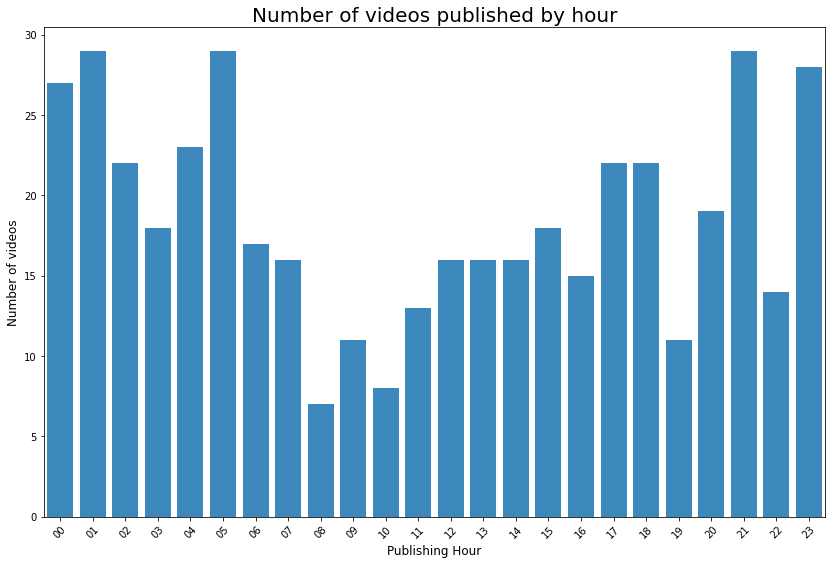 Number of videos published by hour
Number of videos
30
25
20
15
10
5
0
00 01 02 03 04 05 06 07 08 09 10 11 12 13 14 15 16 17 18 19 20 21 22 23
Publishing Hour